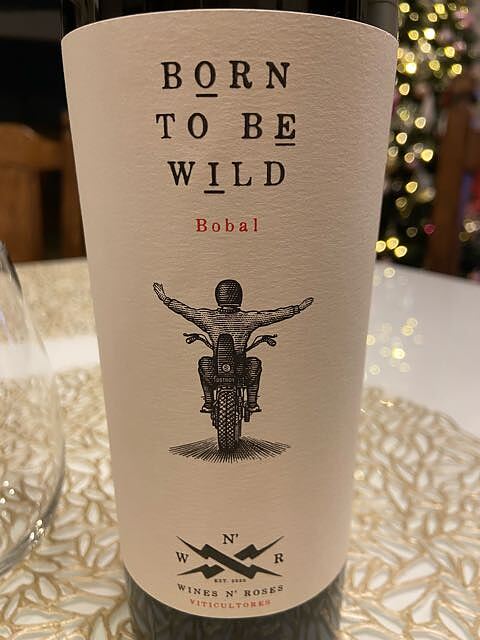 BORN
TO BE
WILD
Bobal
N'
W R
EST. 2020
WINES N' ROSES
VITICULTORES